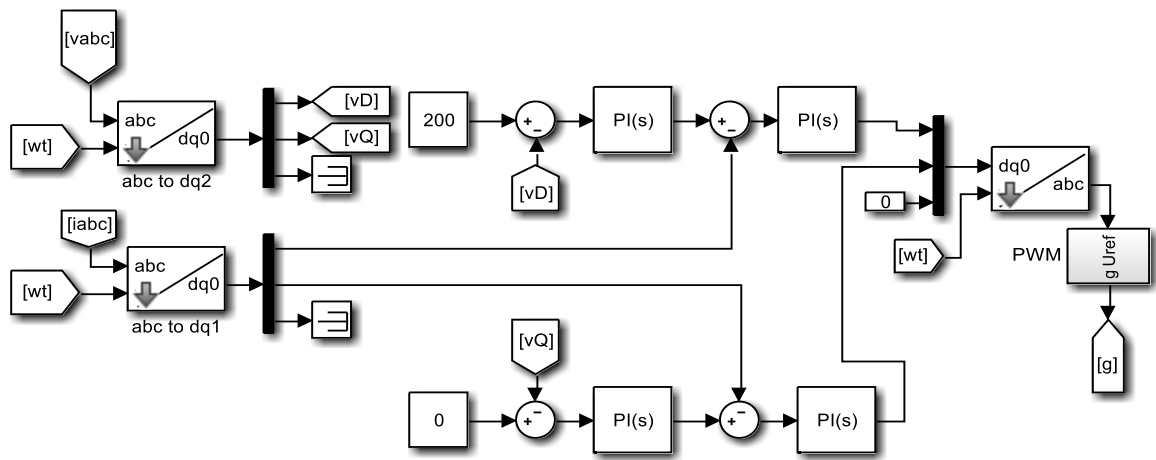 [vabc]
[wt]
abc
dq0
abc to dq2
[vD]
[vQ]
200
+
−
[vD]
PI(s)
+
−
PI(s)
[iabc]
[wt]
abc
dq0
abc to dq1
0
[wt]
dq0
abc
PWM
g Uref
[g]
[vQ]
0
+
−
PI(s)
+
−
PI(s)